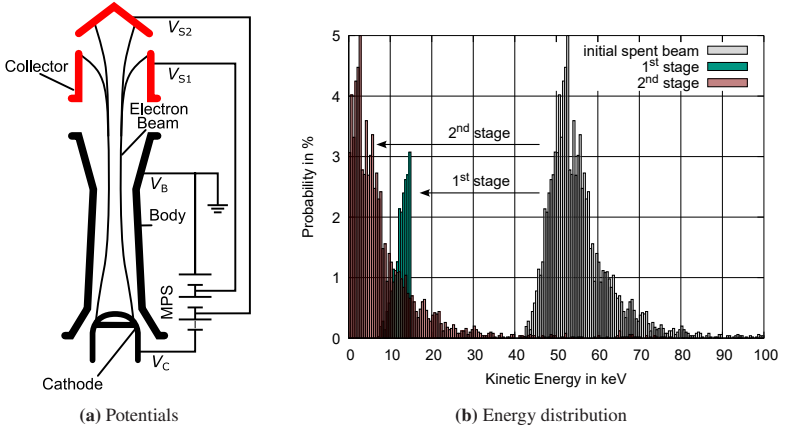 V_S2
V_S1
Collector
Electron
Beam
V_B
Body
MPS
V_C
Cathode
(a) Potentials
5
4
3
2
1
0
Probability in %
initial spent beam
1st stage
2nd stage
2nd stage
1st stage
0 10 20 30 40 50 60 70 80 90 100
Kinetic Energy in keV
(b) Energy distribution